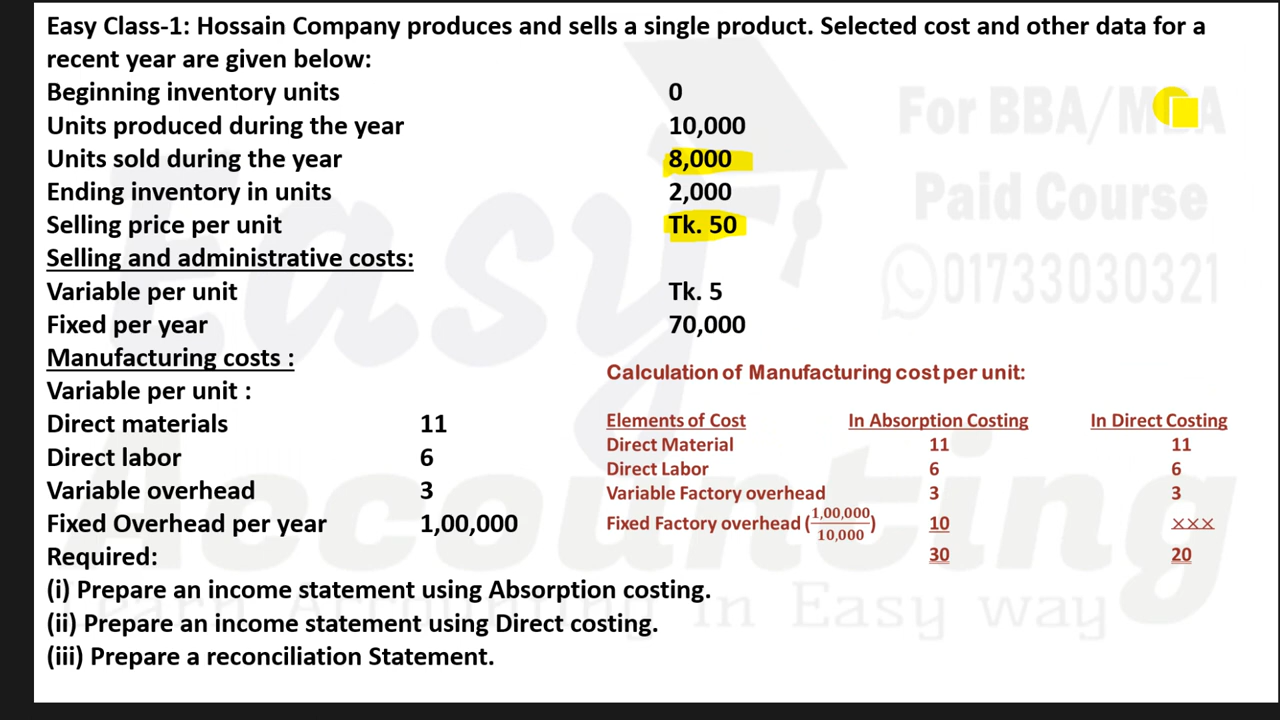 Easy Class-1: Hossain Company produces and sells a single product. Selected cost and other data for a
recent year are given below:
Beginning inventory units 0
Units produced during the year 10,000
Units sold during the year 8,000
Ending inventory in units 2,000
Selling price per unit Tk. 50
Selling and administrative costs:
Variable per unit Tk. 5
Fixed per year 70,000
Manufacturing costs :
Variable per unit :
Direct materials 11
Direct labor 6
Variable overhead 3
Fixed Overhead per year 1,00,000
Required:
(i) Prepare an income statement using Absorption costing.
(ii) Prepare an income statement using Direct costing.
(iii) Prepare a reconciliation Statement.
Calculation of Manufacturing cost per unit:
Elements of Cost In Absorption Costing In Direct Costing
Direct Material 11 11
Direct Labor 6 6
Variable Factory overhead 3 3
Fixed Factory overhead (1,00,000/10,000) 10 ×××
30 20
For BBA/MBA
Paid Course
01733030321
Easy
Accounting
Learn Accounting in Easy way